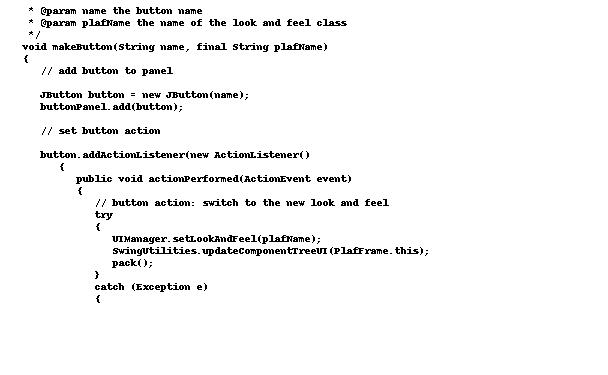 * @param name the button name
* @param plafName the name of the look and feel class
*/
void makeButton(String name, final String plafName)
{
// add button to panel
JButton button = new JButton(name);
buttonPanel.add(button);
// set button action
button.addActionListener(new ActionListener()
{
public void actionPerformed(ActionEvent event)
{
// button action: switch to the new look and feel
try
{
UIManager.setLookAndFeel(plafName);
SwingUtilities.updateComponentTreeUI(PlafFrame.this);
pack();
}
catch (Exception e)
{